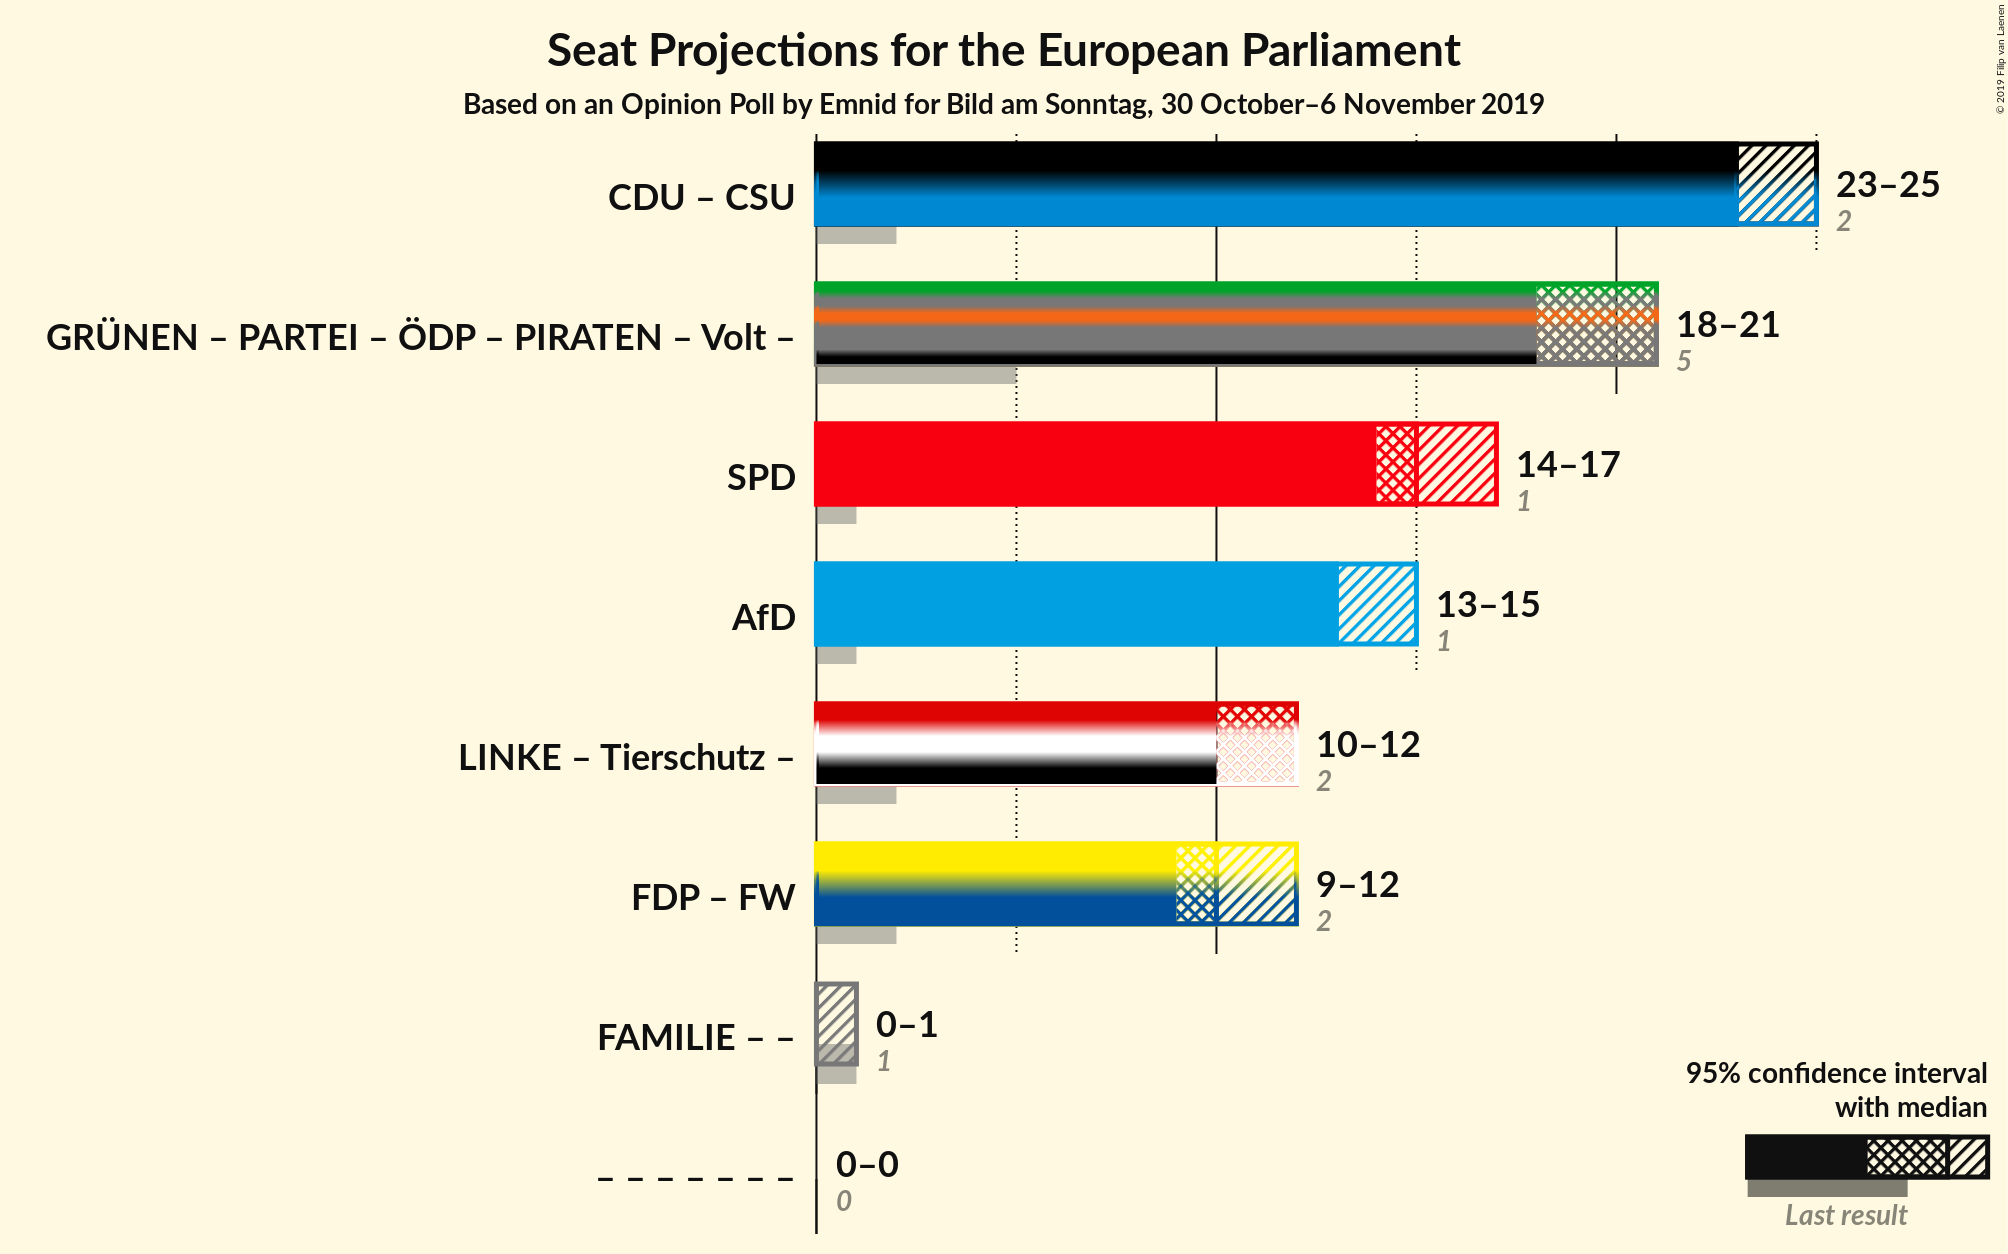 Seat Projections for the European Parliament
Based on an Opinion Poll by Emnid for Bild am Sonntag, 30 October–6 November 2019
© 2019 Filip van Laenen
CDU – CSU
23–25
2
GRÜNEN – PARTEI – ÖDP – PIRATEN – Volt –
18–21
5
SPD
14–17
1
AfD
13–15
1
LINKE – Tierschutz –
10–12
2
FDP – FW
9–12
2
FAMILIE – –
0–1
1
– – – – – – –
0–0
0
95% confidence interval
with median
Last result